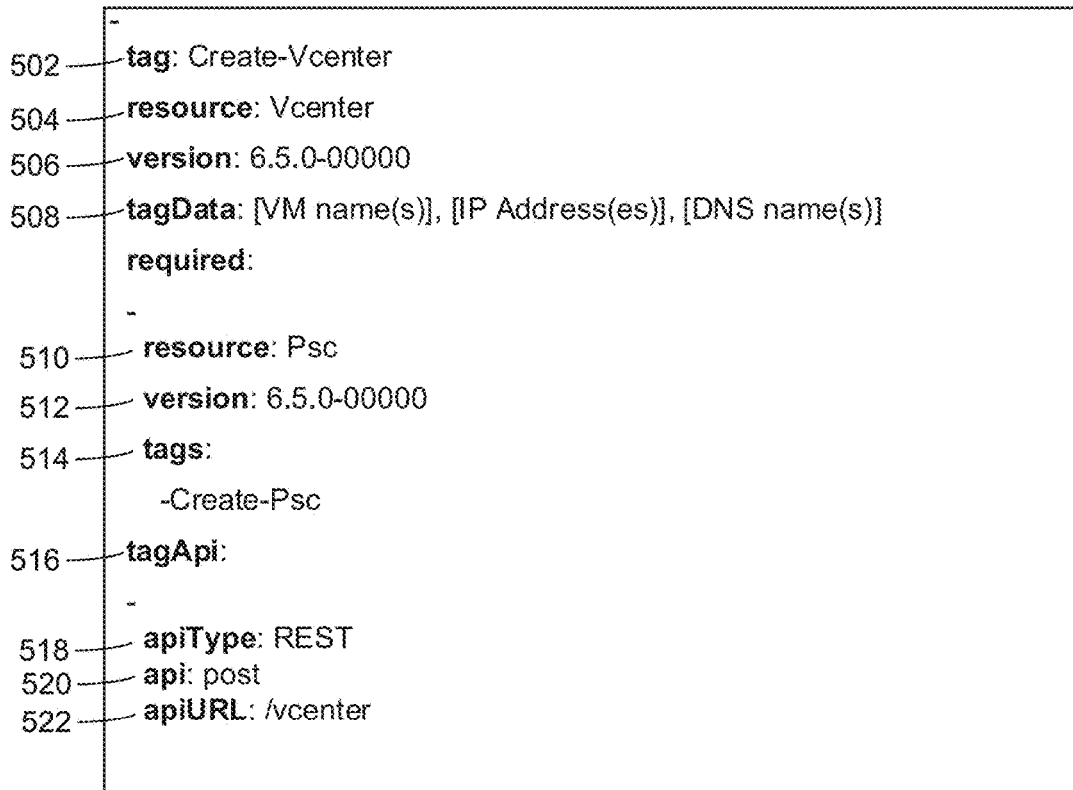 -
502 tag: Create-Vcenter
504 resource: Vcenter
506 version: 6.5.0-00000
508 tagData: [VM name(s)], [IP Address(es)], [DNS name(s)]
required:
-
510 resource: Psc
512 version: 6.5.0-00000
514 tags:
-Create-Psc
516 tagApi:
-
518 apiType: REST
520 api: post
522 apiURL: /vcenter